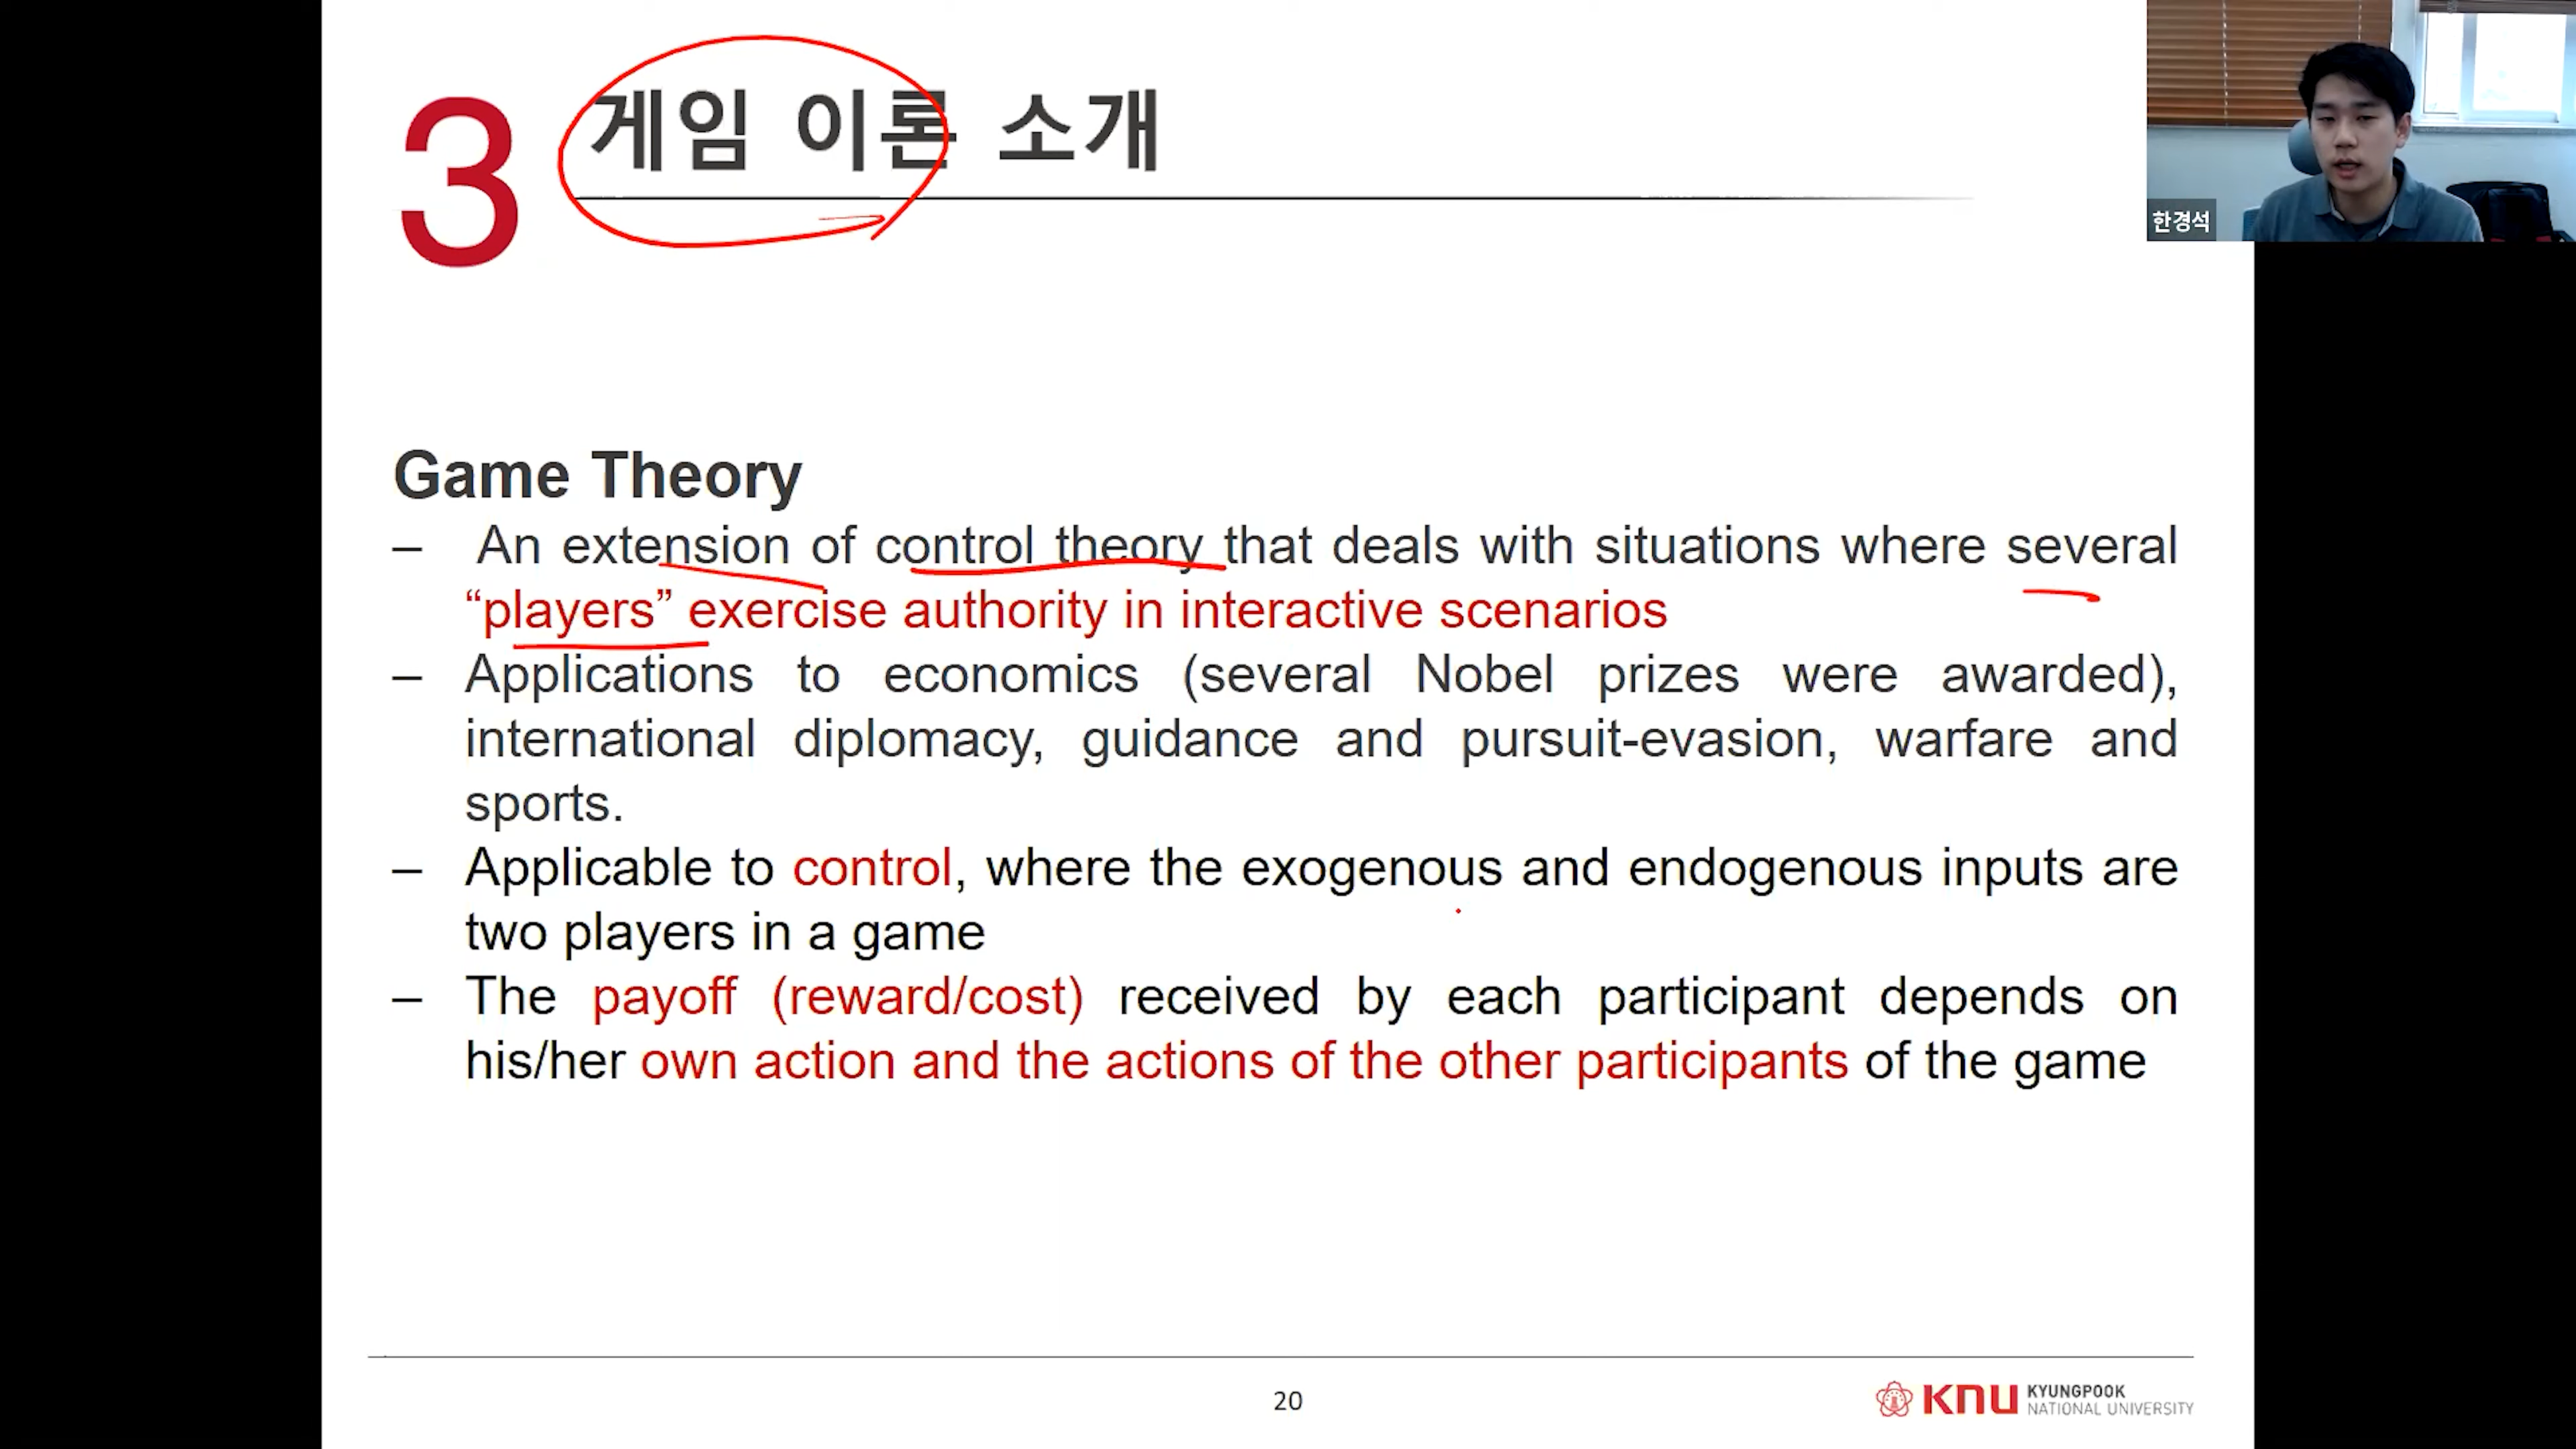 3
게임 이론 소개
한경석
Game Theory
– An extension of control theory that deals with situations where several
“players” exercise authority in interactive scenarios
– Applications to economics (several Nobel prizes were awarded),
international diplomacy, guidance and pursuit-evasion, warfare and
sports.
– Applicable to control, where the exogenous and endogenous inputs are
two players in a game
– The payoff (reward/cost) received by each participant depends on
his/her own action and the actions of the other participants of the game
20
KNU KYUNGPOOK
NATIONAL UNIVERSITY